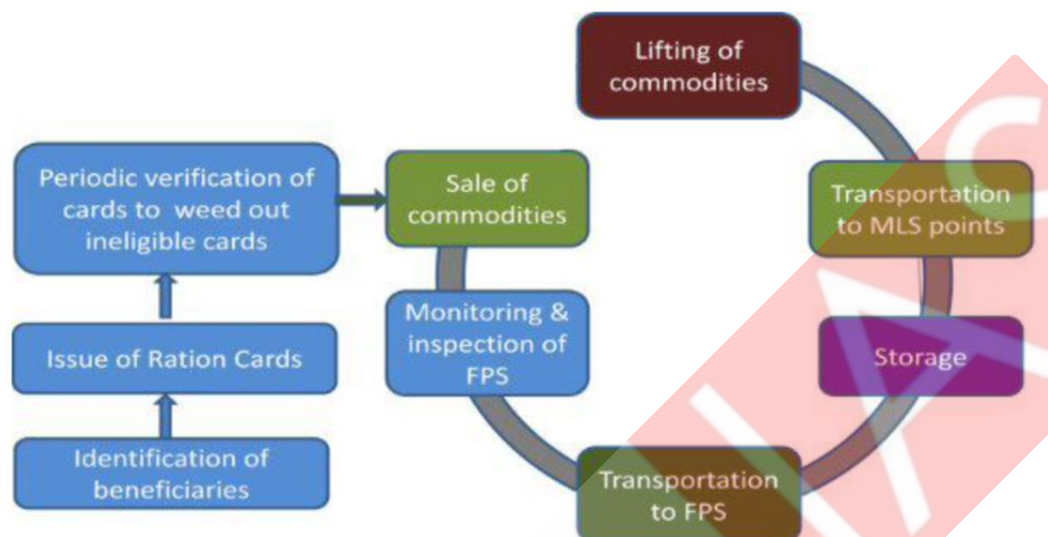 Lifting of
commodities
Periodic verification of
cards to weed out
ineligible cards
Sale of
commodities
Transportation
to MLS points
Monitoring &
inspection of
FPS
Issue of Ration Cards
Storage
Identification of
beneficiaries
Transportation
to FPS